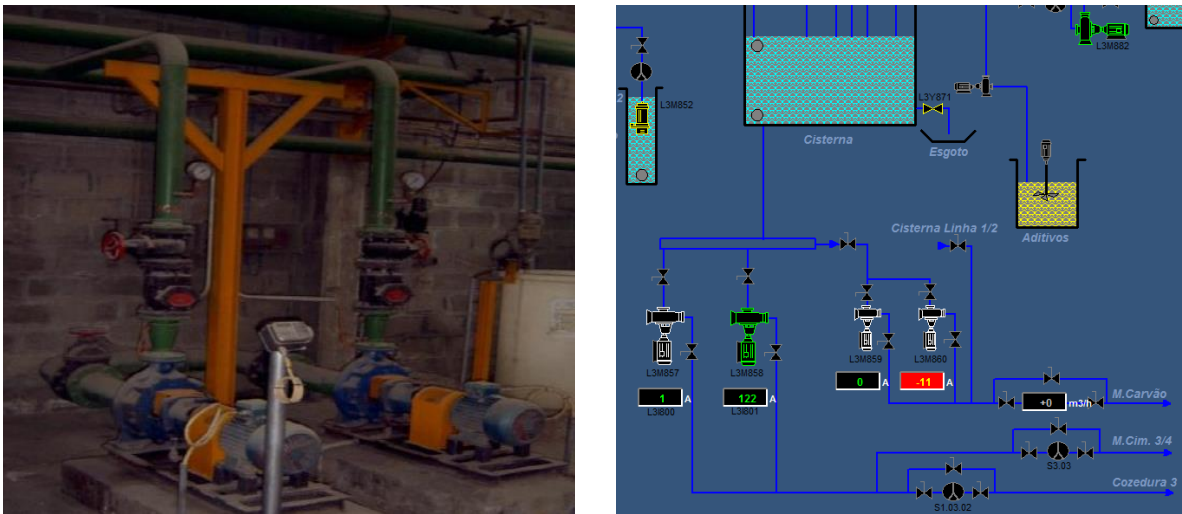 L3M882
L3M852
2
L3Y871
Cisterna
Esgoto
Cisterna Linha 1/2
Aditivos
L3M857
L3M858
L3M859
L3M860
1 A
122 A
0 A
-11 A
L3I800
L3I801
+0 m3/h
M.Carvão
M.Cim. 3/4
S3.03
Cozedura 3
S1.03.02